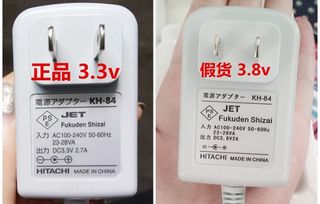 正品 3.3v
電源アダプター KH-84
PSE
JET
Fukuden Shizai
入力 AC100-240V 50-60Hz
23-28VA
出力 DC3.3V 2.7A
HITACHI MADE IN CHINA
假货 3.8v
電源アダプター KH-84
PSE
JET
Fukuden Shizai
入力 AC100-240V 50-60Hz
23-28VA
出力 DC3.8V2A
HITACHI MADE IN CHINA